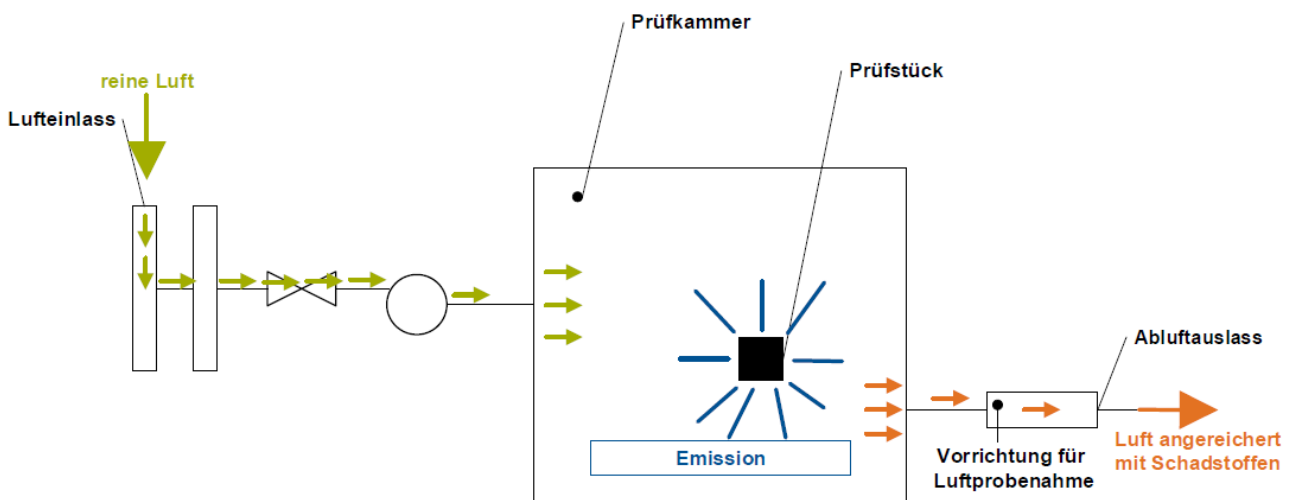 Prüfkammer
reine Luft
Prüfstück
Lufteinlass
Abluftauslass
Emission
Vorrichtung für
Luftprobenahme
Luft angereichert
mit Schadstoffen